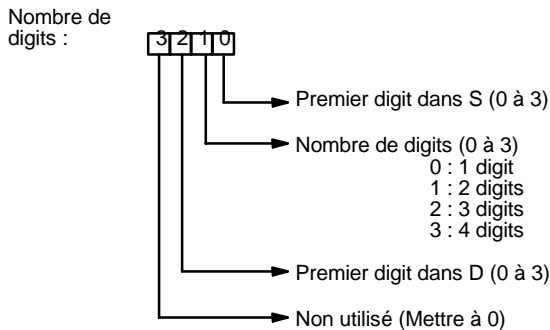 Nombre de
digits :
3 2 1 0
Premier digit dans S (0 à 3)
Nombre de digits (0 à 3)
0 : 1 digit
1 : 2 digits
2 : 3 digits
3 : 4 digits
Premier digit dans D (0 à 3)
Non utilisé (Mettre à 0)